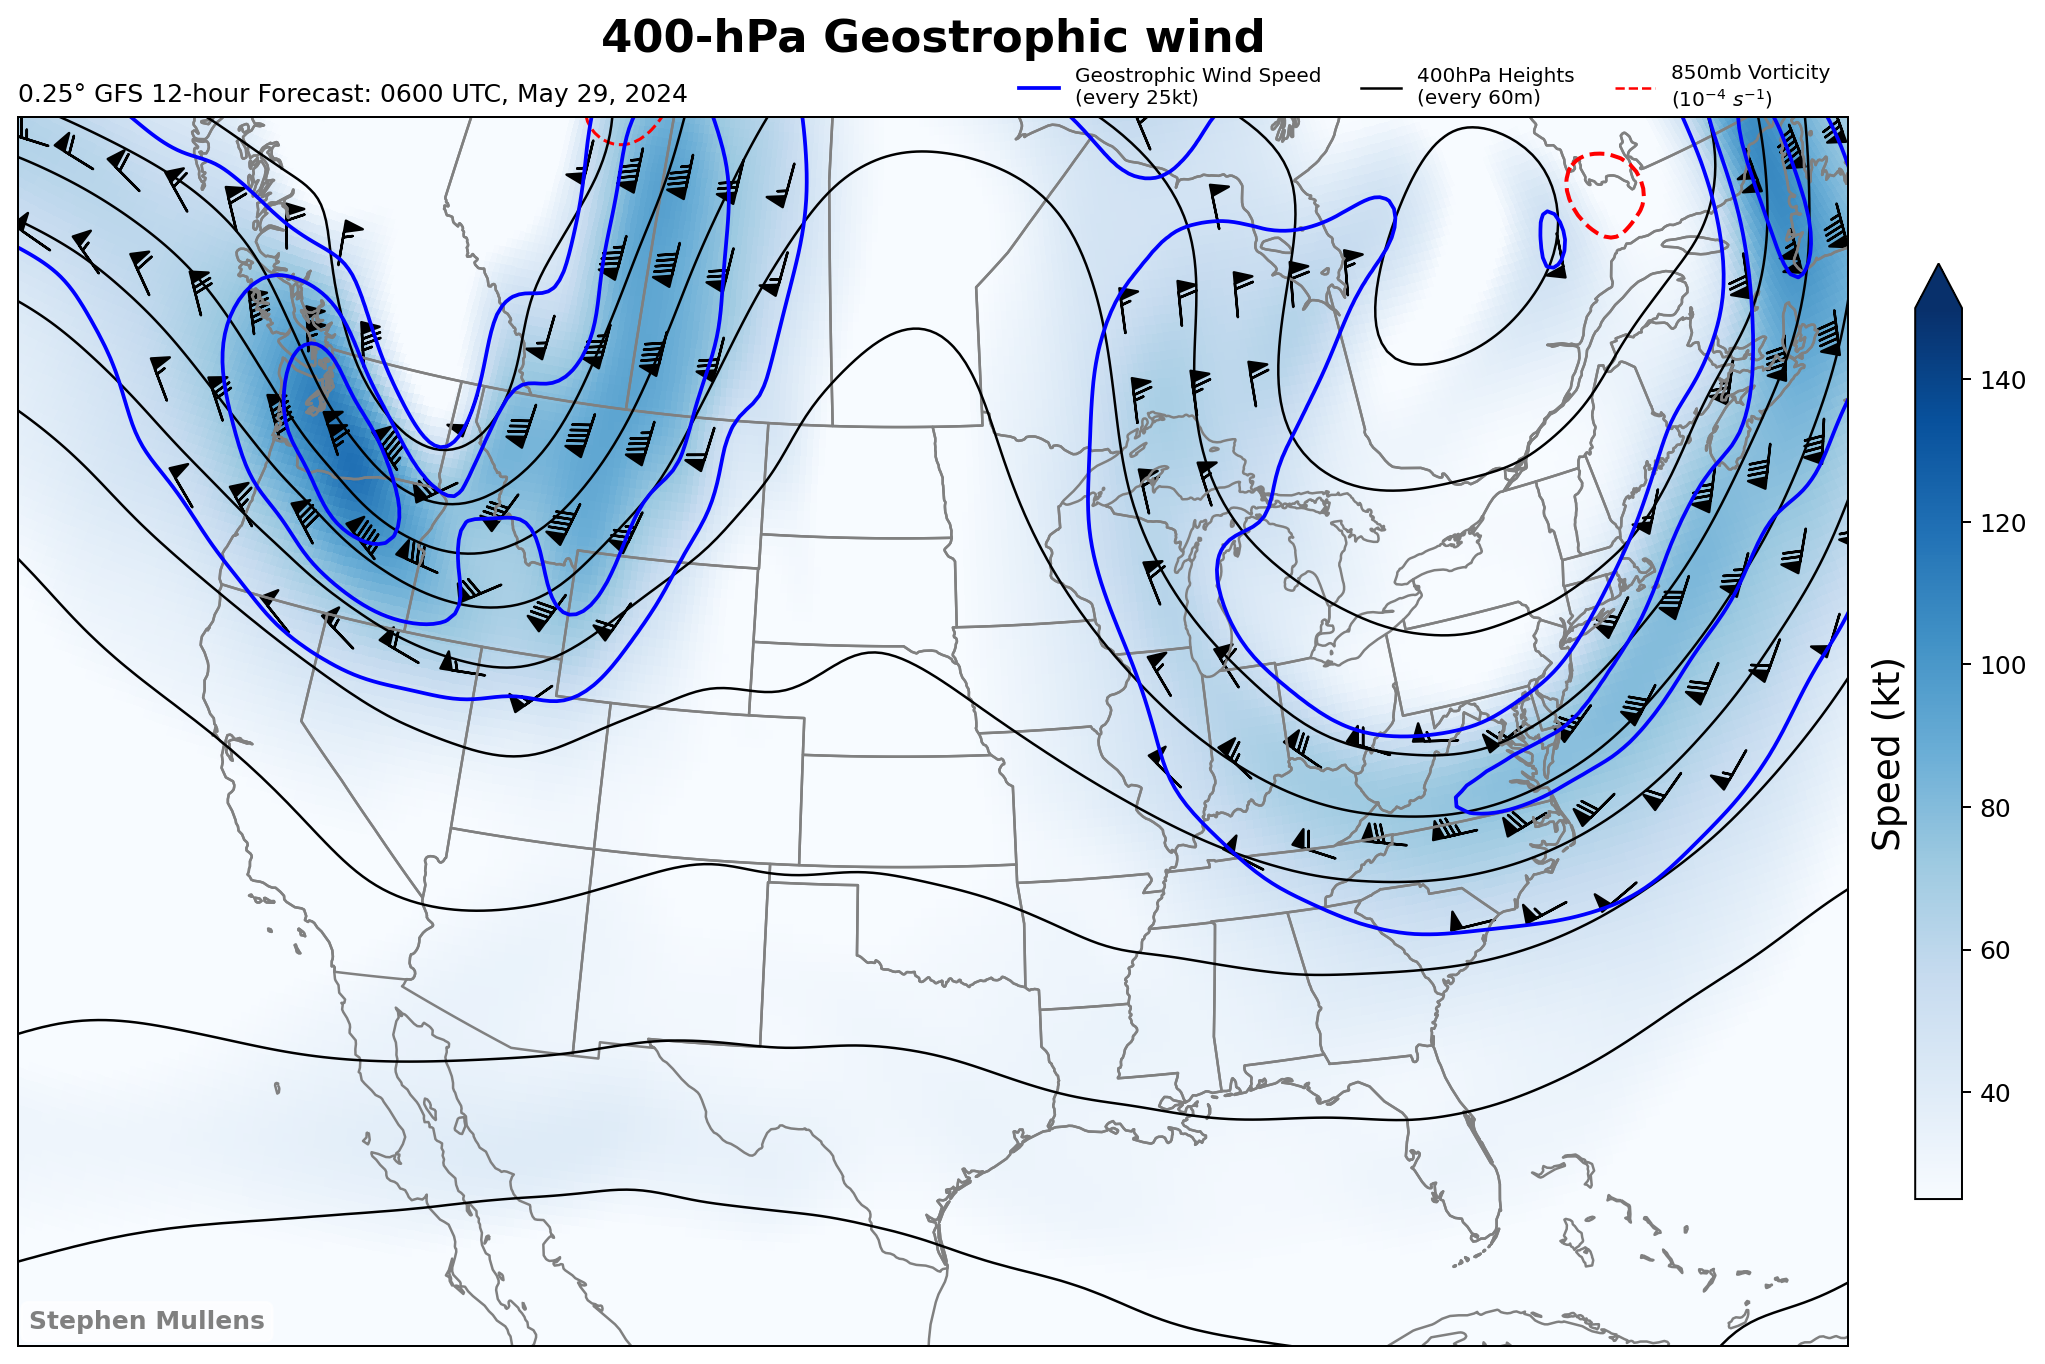 400-hPa Geostrophic wind
0.25° GFS 12-hour Forecast: 0600 UTC, May 29, 2024
Geostrophic Wind Speed
(every 25kt)
400hPa Heights
(every 60m)
850mb Vorticity
(10⁻⁴ s⁻¹)
140
120
100
80
60
40
Speed (kt)
Stephen Mullens